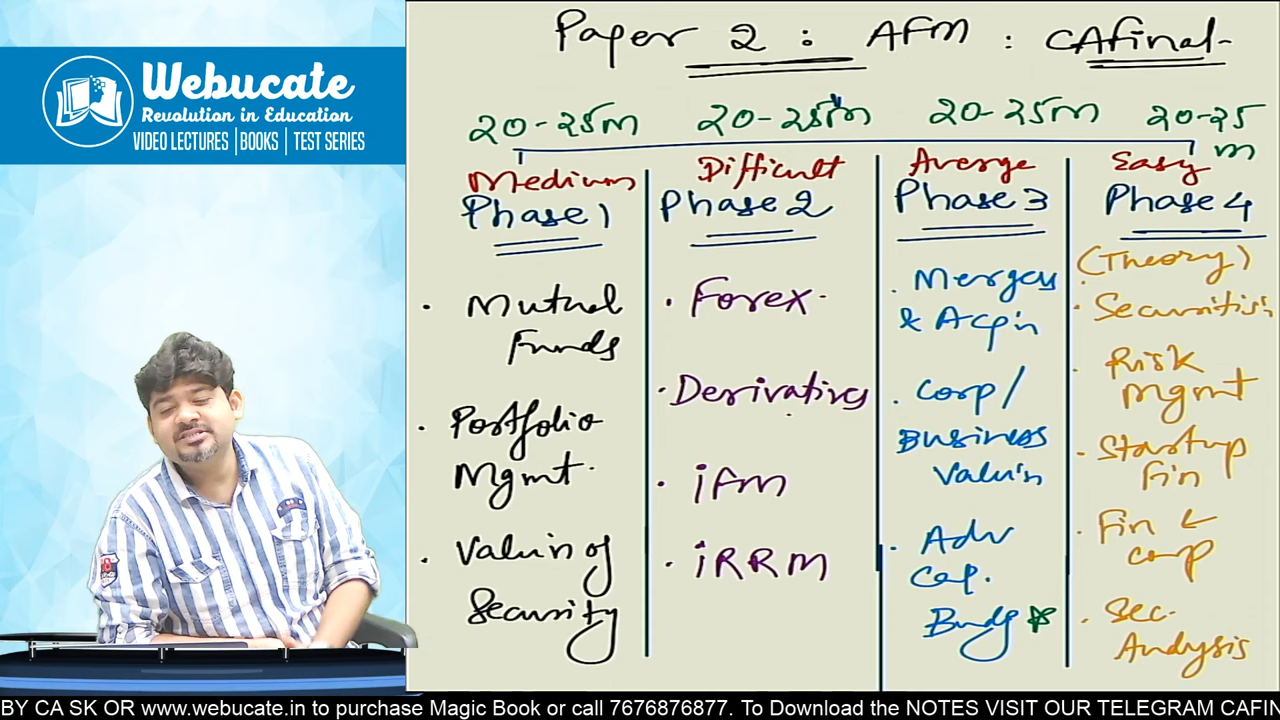 Webucate
Revolution in Education
VIDEO LECTURES | BOOKS | TEST SERIES
Paper 2 : AFM : CAfinal
20-25m
20-25m
20-25m
20-25
m
Medium
Difficult
Averge
Easy
Phase 1
Phase 2
Phase 3
Phase 4
· Mutual
Funds
· Portfolio
Mgmt.
· Valu'n of
Security
· Forex.
· Derivatives
· iFM
· iRRM
· Mergers
& Acp'n
· Corp/
Business
Valu'n
· Adv
Cap.
Budg *
(Theory)
· Securitis'n
· Risk
Mgmt
· Startup
Fin
· Fin
Corp
· Sec.
Analysis
BY CA SK OR www.webucate.in to purchase Magic Book or call 7676876877. To Download the NOTES VISIT OUR TELEGRAM CAFIN